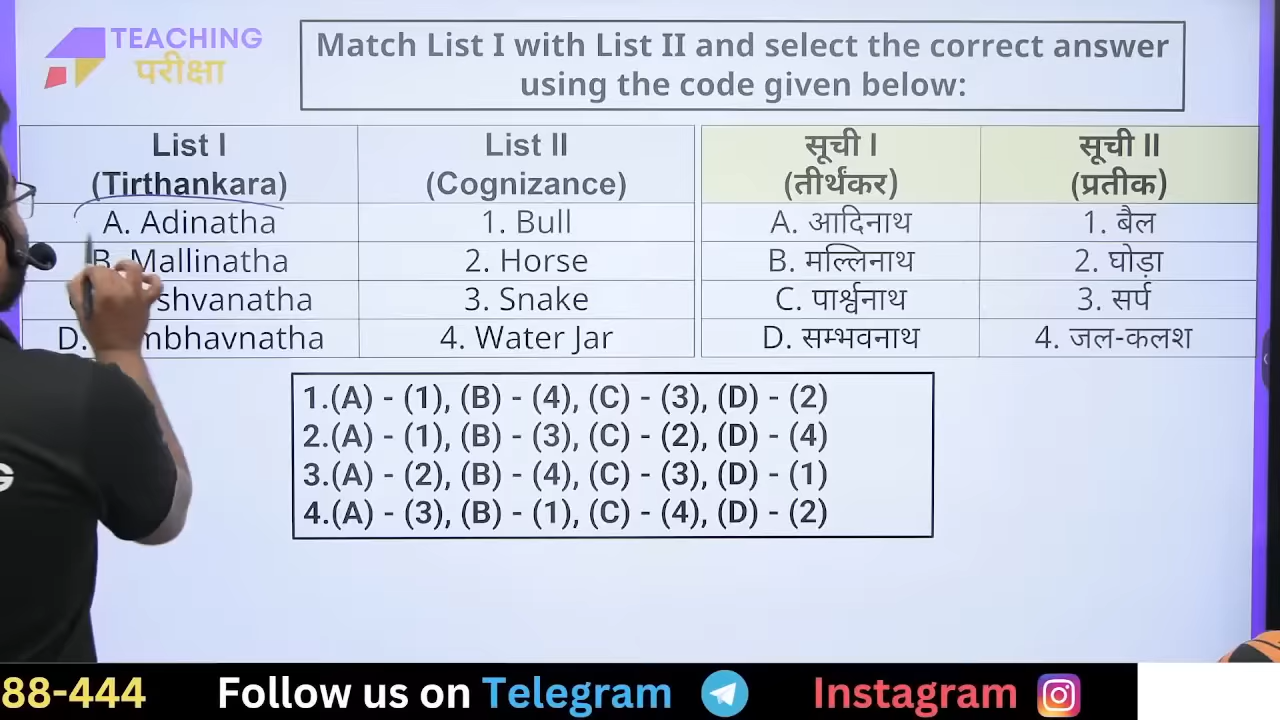 TEACHING
परीक्षा
Match List I with List II and select the correct answer
using the code given below:
List I
(Tirthankara)
List II
(Cognizance)
A. Adinatha
1. Bull
B. Mallinatha
2. Horse
shvanatha
3. Snake
D. mbhavnatha
4. Water Jar
सूची I
(तीर्थंकर)
सूची II
(प्रतीक)
A. आदिनाथ
1. बैल
B. मल्लिनाथ
2. घोड़ा
C. पार्श्वनाथ
3. सर्प
D. सम्भवनाथ
4. जल-कलश
1.(A) - (1), (B) - (4), (C) - (3), (D) - (2)
2.(A) - (1), (B) - (3), (C) - (2), (D) - (4)
3.(A) - (2), (B) - (4), (C) - (3), (D) - (1)
4.(A) - (3), (B) - (1), (C) - (4), (D) - (2)
G
88-444 Follow us on Telegram Instagram